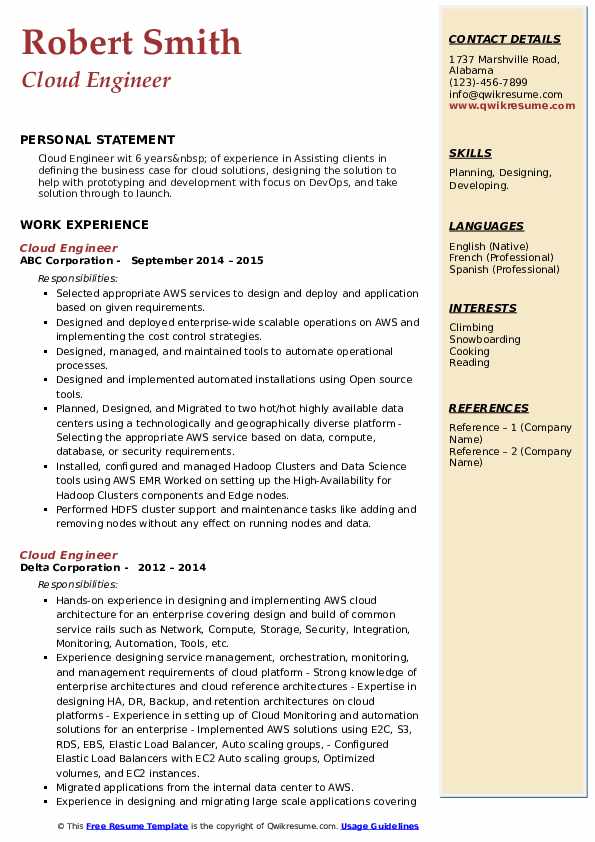 Robert Smith
Cloud Engineer
PERSONAL STATEMENT
Cloud Engineer wit 6 years&nbsp; of experience in Assisting clients in
defining the business case for cloud solutions, designing the solution to
help with prototyping and development with focus on DevOps, and take
solution through to launch.
WORK EXPERIENCE
Cloud Engineer
ABC Corporation -   September 2014 – 2015
Responsibilities:
▪ Selected appropriate AWS services to design and deploy and application
based on given requirements.
▪ Designed and deployed enterprise-wide scalable operations on AWS and
implementing the cost control strategies.
▪ Designed, managed, and maintained tools to automate operational
processes.
▪ Designed and implemented automated installations using Open source
tools.
▪ Planned, Designed, and Migrated to two hot/hot highly available data
centers using a technologically and geographically diverse platform -
Selecting the appropriate AWS service based on data, compute,
database, or security requirements.
▪ Installed, configured and managed Hadoop Clusters and Data Science
tools using AWS EMR Worked on setting up the High-Availability for
Hadoop Clusters components and Edge nodes.
▪ Performed HDFS cluster support and maintenance tasks like adding and
removing nodes without any effect on running nodes and data.
Cloud Engineer
Delta Corporation -   2012 – 2014
Responsibilities:
▪ Hands-on experience in designing and implementing AWS cloud
architecture for an enterprise covering design and build of common
service rails such as Network, Compute, Storage, Security, Integration,
Monitoring, Automation, Tools, etc.
▪ Experience designing service management, orchestration, monitoring,
and management requirements of cloud platform - Strong knowledge of
enterprise architectures and cloud reference architectures - Expertise in
designing HA, DR, Backup, and retention architectures on cloud
platforms - Experience in setting up of Cloud Monitoring and automation
solutions for an enterprise - Implemented AWS solutions using E2C, S3,
RDS, EBS, Elastic Load Balancer, Auto scaling groups, - Configured
Elastic Load Balancers with EC2 Auto scaling groups, Optimized
volumes, and EC2 instances.
▪ Migrated applications from the internal data center to AWS.
▪ Experience in designing and migrating large scale applications covering
CONTACT DETAILS
1737 Marshville Road,
Alabama
(123)-456-7899
info@qwikresume.com
www.qwikresume.com
SKILLS
Planning, Designing,
Developing.
LANGUAGES
English (Native)
French (Professional)
Spanish (Professional)
INTERESTS
Climbing
Snowboarding
Cooking
Reading
REFERENCES
Reference – 1 (Company
Name)
Reference – 2 (Company
Name)
© This Free Resume Template is the copyright of Qwikresume.com. Usage Guidelines